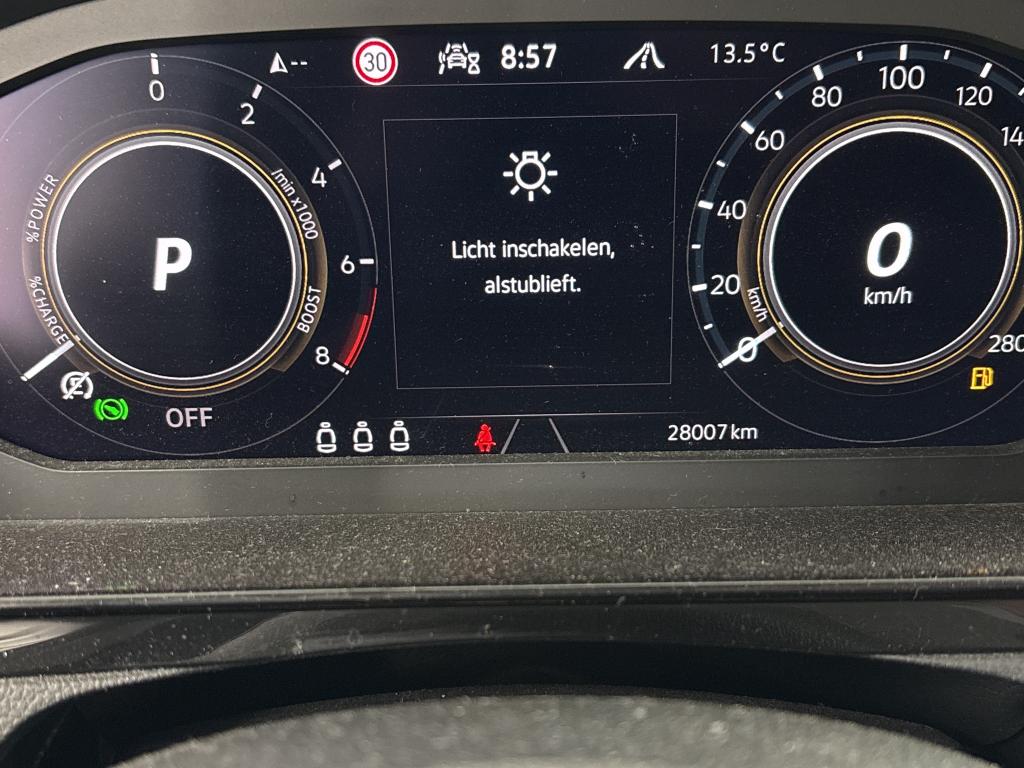 --
30
8:57
13.5°C
0
2
4
6
8
/min x1000
BOOST
%POWER
%CHARGE
P
E
OFF
Licht inschakelen,
alstublieft.
0
20
40
60
80
100
120
14
280
km/h
0
km/h
28007 km